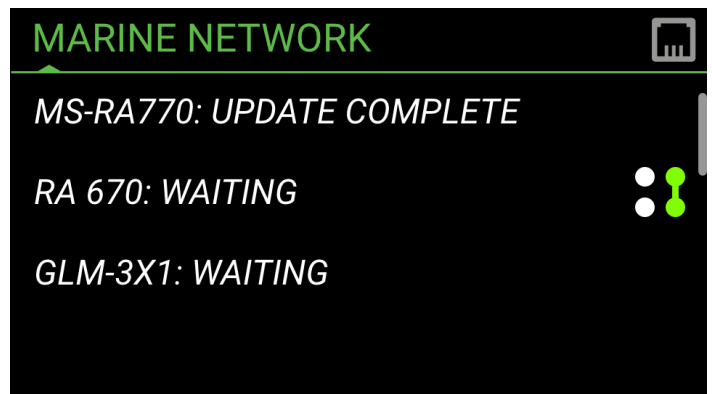 MARINE NETWORK
MS-RA770: UPDATE COMPLETE
RA 670: WAITING
GLM-3X1: WAITING